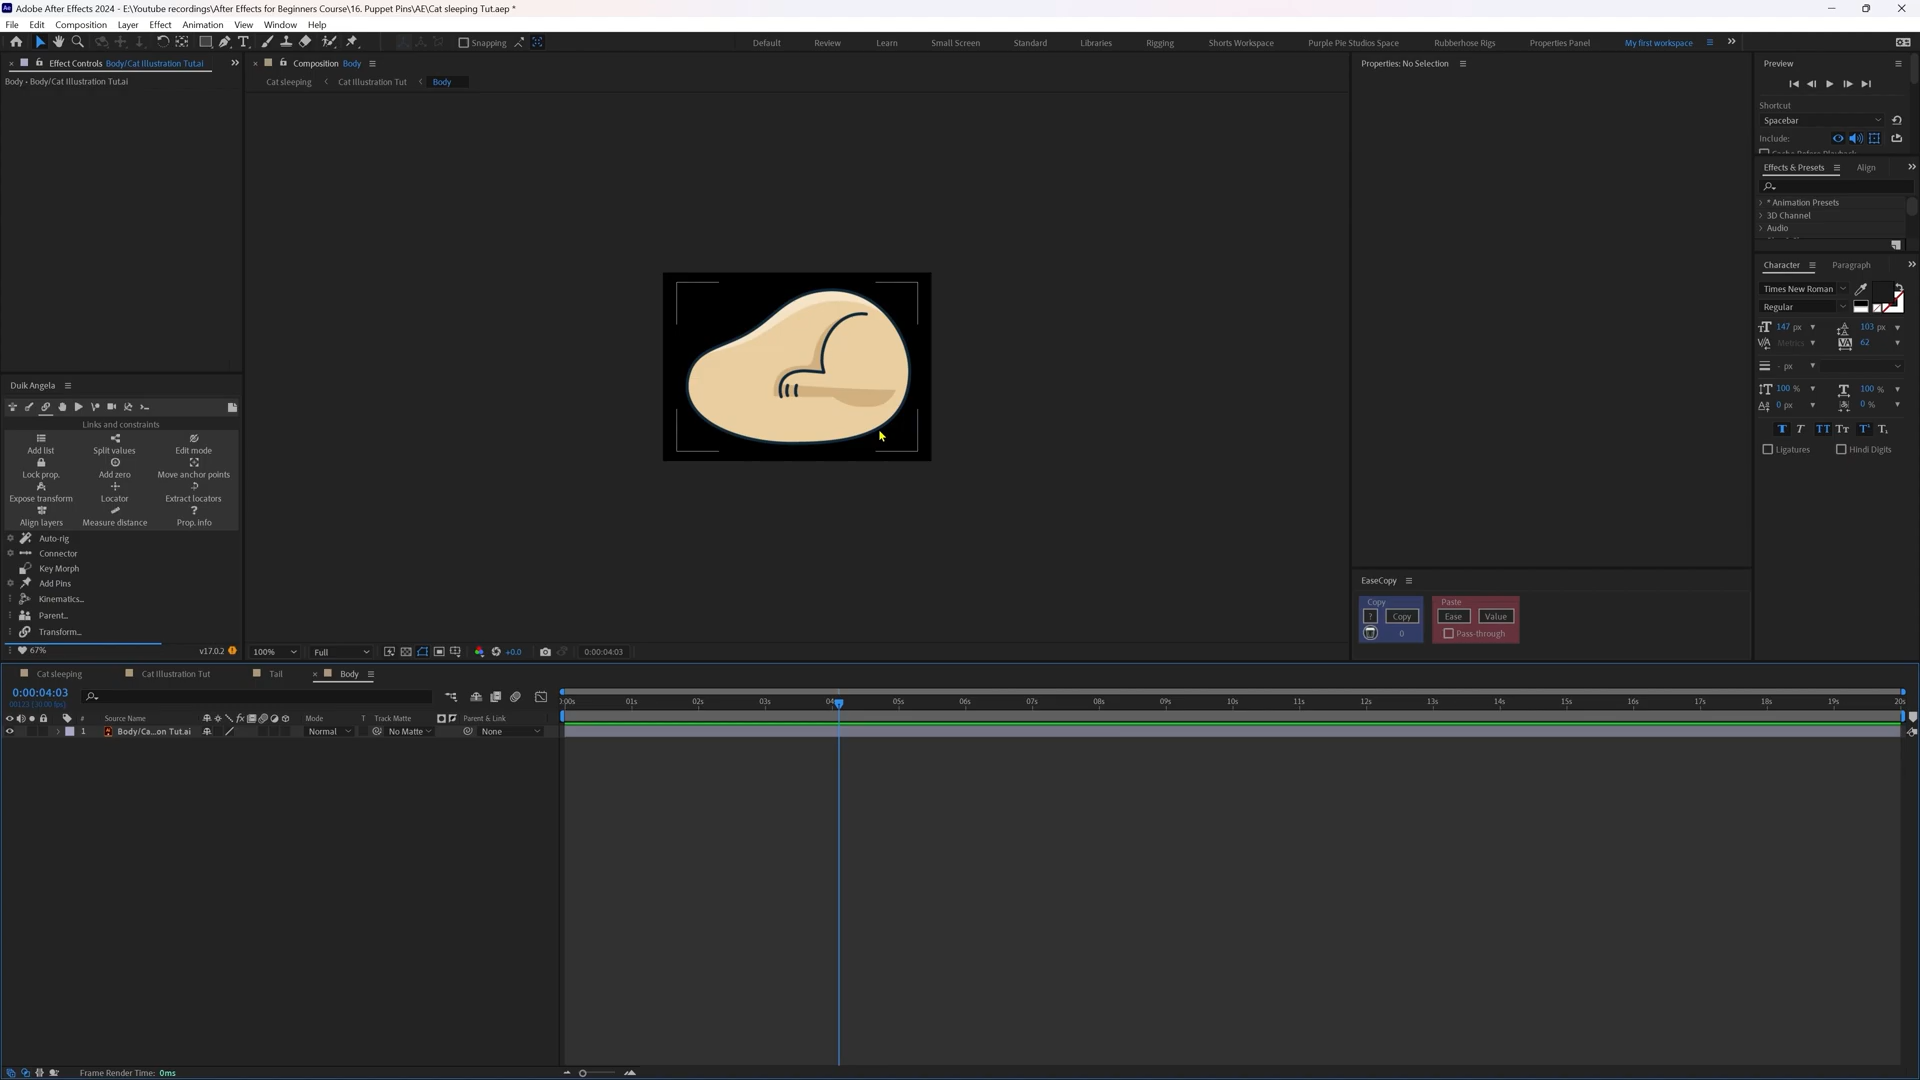 Adobe After Effects 2024 - E:\Youtube recordings\After Effects for Beginners Course\16. Puppet Pins\AE\Cat sleeping Tut.aep *
File Edit Composition Layer Effect Animation View Window Help
Snapping
Default Review Learn Small Screen Standard Libraries Rigging Shorts Workspace Purple Pie Studios Space Rubberhose Rigs Properties Panel My first workspace
Effect Controls Body/Cat Illustration Tut.ai
Composition Body
Properties: No Selection
Preview
Body • Body/Cat Illustration Tut.ai
Cat sleeping Cat Illustration Tut Body
Shortcut
Spacebar
Include:
Effects & Presets Align
* Animation Presets
3D Channel
Audio
Character Paragraph
Times New Roman
Regular
147 px 103 px
Metrics 62
- px
100 % 100 %
0 px 0 %
T T TT Tt T¹ T₁
Ligatures Hindi Digits
Duik Angela
Links and constraints
Add list Split values Edit mode
Lock prop. Add zero Move anchor points
Expose transform Locator Extract locators
Align layers Measure distance Prop. info
Auto-rig
Connector
Key Morph
Add Pins
Kinematics...
Parent...
Transform...
67% v17.0.2
EaseCopy
Copy Paste
? Copy Ease Value
0 Pass-through
100% Full +0.0 0:00:04:03
Cat sleeping Cat Illustration Tut Tail Body
0:00:04:03
00123 (30.00 fps)
# Source Name Mode T Track Matte Parent & Link
1 Body/Ca...on Tut.ai Normal No Matte None
:00s 01s 02s 03s 04s 05s 06s 07s 08s 09s 10s 11s 12s 13s 14s 15s 16s 17s 18s 19s 20s
Frame Render Time: 0ms